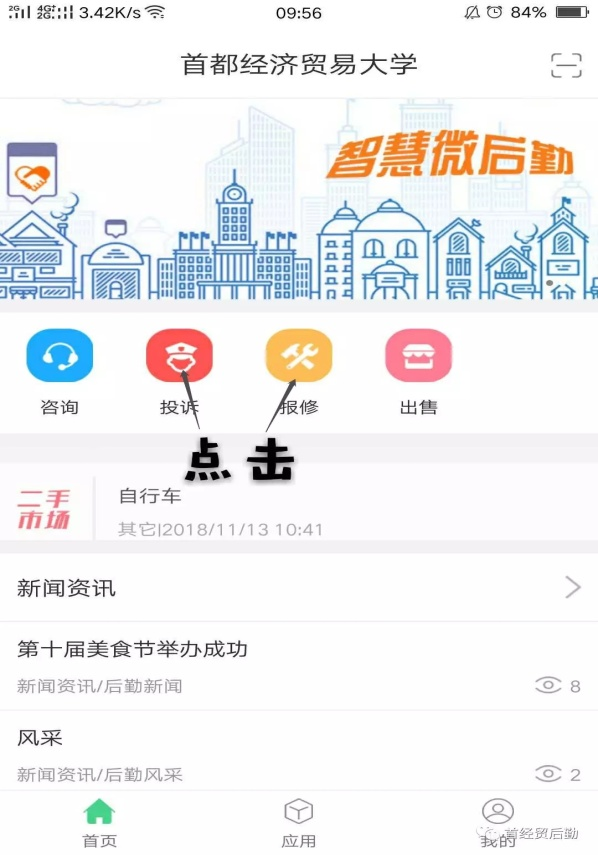 2G 4G+ 2G 3.42K/s 09:56 84%
首都经济贸易大学
智慧微后勤
咨询 投诉 报修 出售
点击
二手市场
自行车
其它|2018/11/13 10:41
新闻资讯
第十届美食节举办成功
新闻资讯/后勤新闻 8
风采
新闻资讯/后勤风采 2
首页 应用 我的
首经贸后勤